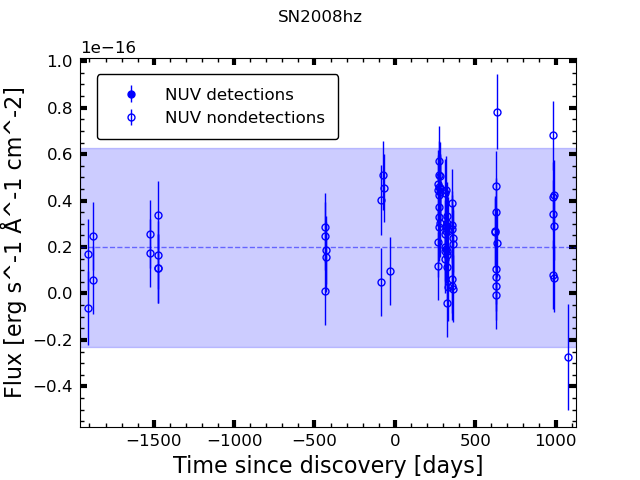 SN2008hz
1e−16
NUV detections
NUV nondetections
1.0
0.8
0.6
0.4
0.2
0.0
−0.2
−0.4
Flux [erg s^-1 Å^-1 cm^-2]
−1500
−1000
−500
0
500
1000
Time since discovery [days]